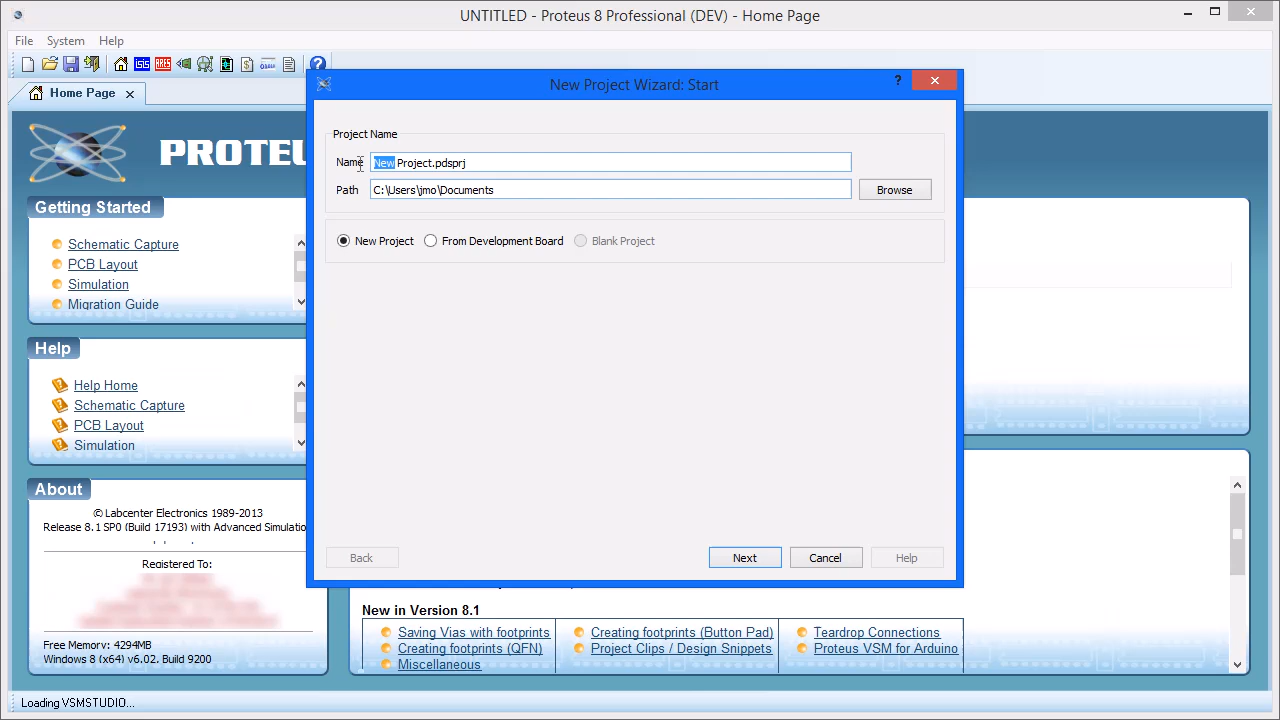 UNTITLED - Proteus 8 Professional (DEV) - Home Page
File System Help
ISIS ARES $ ?
Home Page
New Project Wizard: Start
?
PROTEU
Project Name
Name New Project.pdsprj
Path C:\Users\jmo\Documents Browse
New Project From Development Board Blank Project
Getting Started
Schematic Capture
PCB Layout
Simulation
Migration Guide
Help
Help Home
Schematic Capture
PCB Layout
Simulation
About
© Labcenter Electronics 1989-2013
Release 8.1 SP0 (Build 17193) with Advanced Simulatio
Registered To:
Free Memory: 4294MB
Windows 8 (x64) v6.02, Build 9200
Back Next Cancel Help
New in Version 8.1
Saving Vias with footprints
Creating footprints (QFN)
Miscellaneous
Creating footprints (Button Pad)
Project Clips / Design Snippets
Teardrop Connections
Proteus VSM for Arduino
Loading VSMSTUDIO...